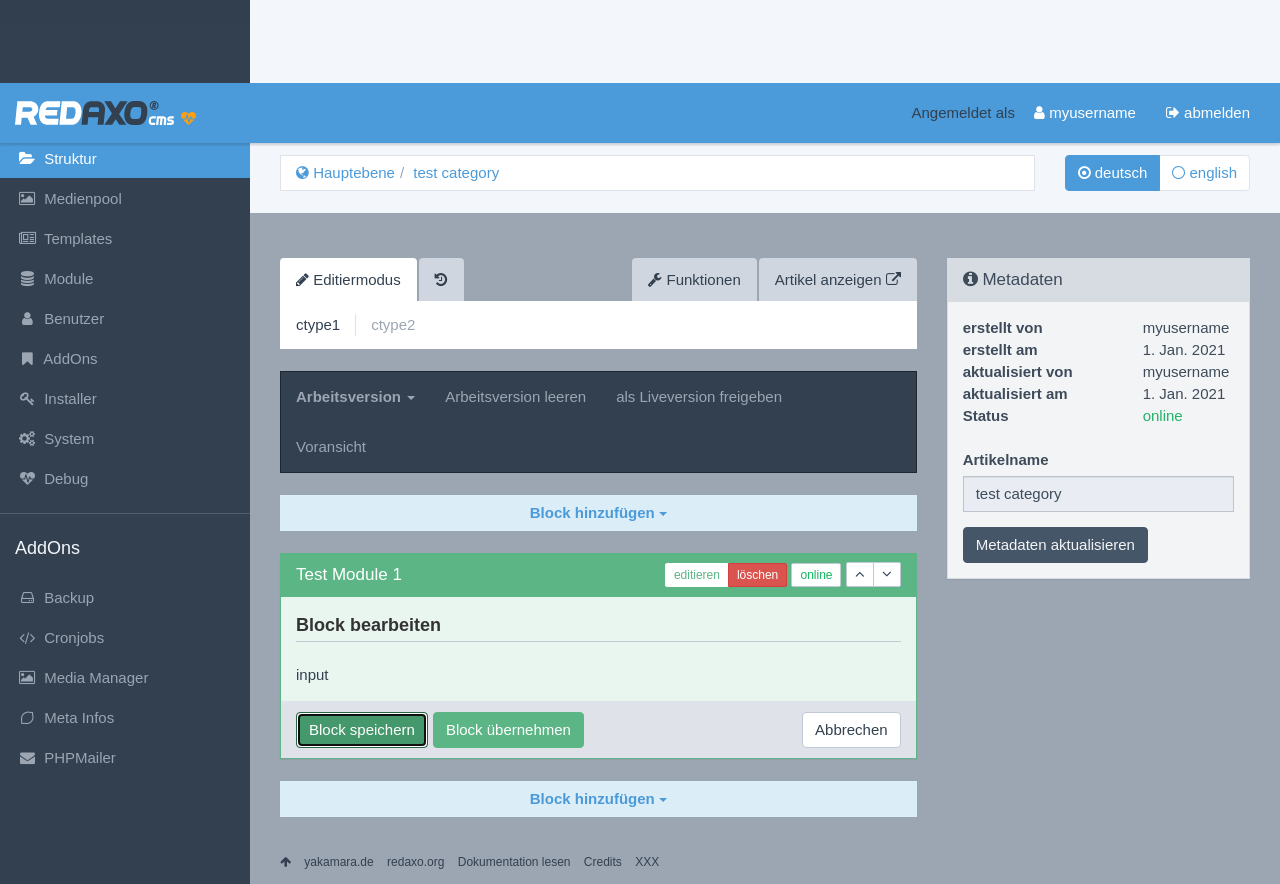 REDAXO® cms
Angemeldet als myusername abmelden
Struktur
Medienpool
Templates
Module
Benutzer
AddOns
Installer
System
Debug
AddOns
Backup
Cronjobs
Media Manager
Meta Infos
PHPMailer
Hauptebene / test category
deutsch english
Editiermodus
Funktionen Artikel anzeigen
ctype1 ctype2
Arbeitsversion Arbeitsversion leeren als Liveversion freigeben
Voransicht
Block hinzufügen
Test Module 1 editieren löschen online
Block bearbeiten
input
Block speichern Block übernehmen Abbrechen
Block hinzufügen
Metadaten
erstellt von myusername
erstellt am 1. Jan. 2021
aktualisiert von myusername
aktualisiert am 1. Jan. 2021
Status online
Artikelname
test category
Metadaten aktualisieren
yakamara.de redaxo.org Dokumentation lesen Credits XXX